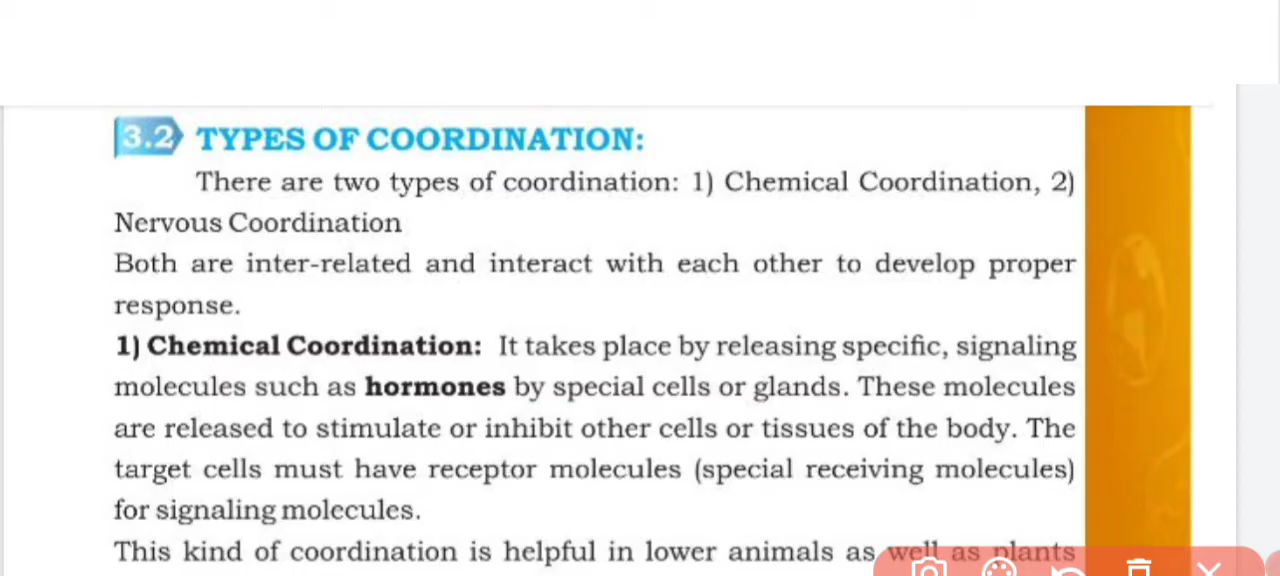 3.2 TYPES OF COORDINATION:
There are two types of coordination: 1) Chemical Coordination, 2)
Nervous Coordination
Both are inter-related and interact with each other to develop proper
response.
1) Chemical Coordination: It takes place by releasing specific, signaling
molecules such as hormones by special cells or glands. These molecules
are released to stimulate or inhibit other cells or tissues of the body. The
target cells must have receptor molecules (special receiving molecules)
for signaling molecules.
This kind of coordination is helpful in lower animals as well as plants